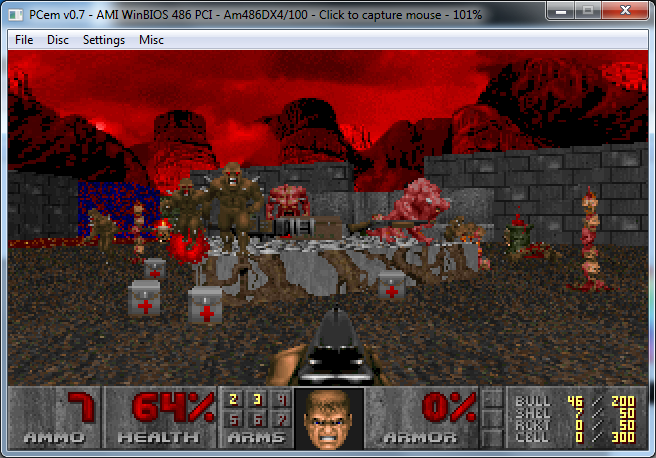 PCem v0.7 - AMI WinBIOS 486 PCI - Am486DX4/100 - Click to capture mouse - 101%
File Disc Settings Misc
7 64% 2 3 4 0% BULL 46 / 200
5 6 7 SHEL 7 / 50
RCKT 0 / 50
AMMO HEALTH ARMS ARMOR CELL 0 / 300